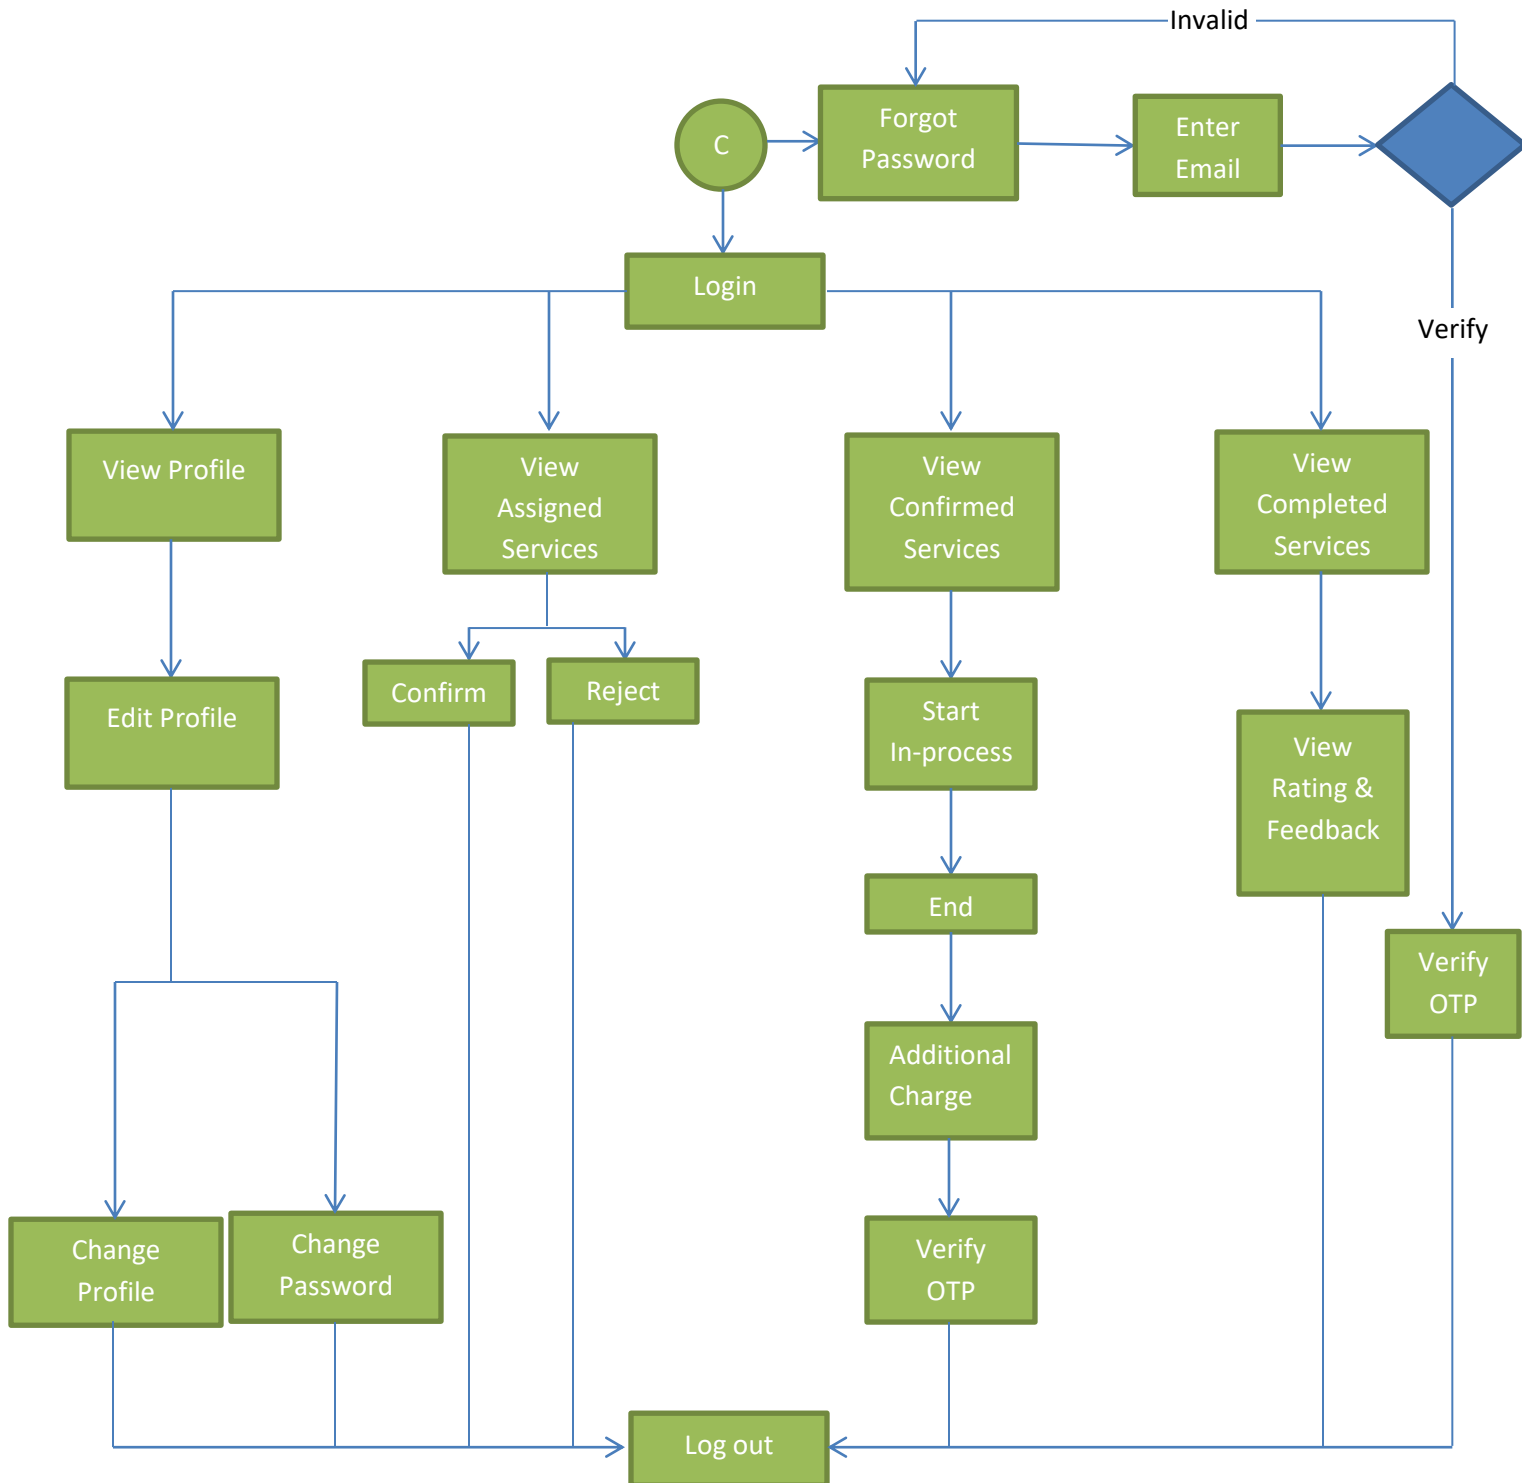 Invalid
C
Forgot
Password
Enter
Email
Login
Verify
View Profile
View
Assigned
Services
View
Confirmed
Services
View
Completed
Services
Edit Profile
Confirm
Reject
Start
In-process
View
Rating &
Feedback
End
Verify
OTP
Additional
Charge
Change
Profile
Change
Password
Verify
OTP
Log out